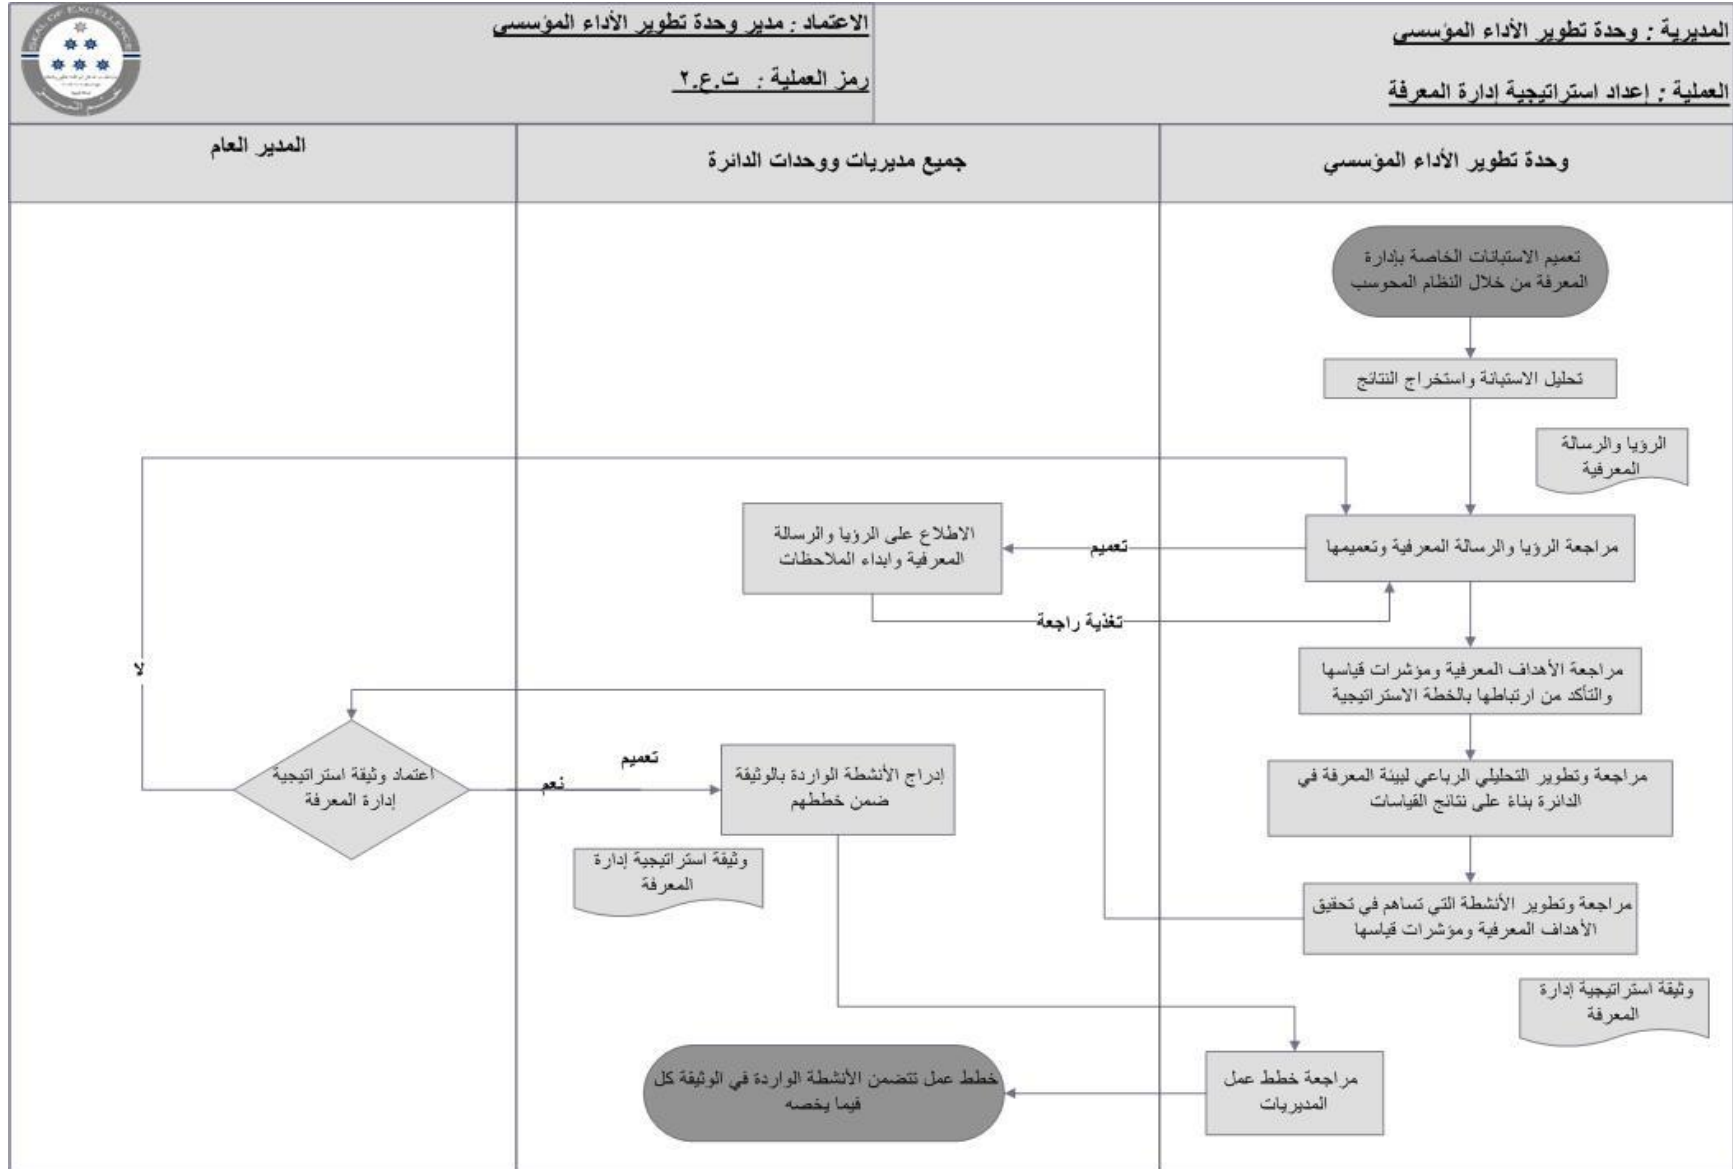 المديرية : وحدة تطوير الأداء المؤسسي
العملية : إعداد استراتيجية إدارة المعرفة
الاعتماد : مدير وحدة تطوير الأداء المؤسسي
رمز العملية : ت.ع.٢
SEAL OF EXCELLENCE
ختم التميز
وحدة تطوير الأداء المؤسسي
جميع مديريات ووحدات الدائرة
المدير العام
تعميم الاستبانات الخاصة بإدارة
المعرفة من خلال النظام المحوسب
تحليل الاستبانة واستخراج النتائج
الرؤيا والرسالة
المعرفية
مراجعة الرؤيا والرسالة المعرفية وتعميمها
تعميم
الاطلاع على الرؤيا والرسالة
المعرفية وابداء الملاحظات
تغذية راجعة
مراجعة الأهداف المعرفية ومؤشرات قياسها
والتأكد من ارتباطها بالخطة الاستراتيجية
لا
مراجعة وتطوير التحليلي الرباعي لبيئة المعرفة في
الدائرة بناءً على نتائج القياسات
تعميم
نعم
إدراج الأنشطة الواردة بالوثيقة
ضمن خططهم
اعتماد وثيقة استراتيجية
إدارة المعرفة
وثيقة استراتيجية إدارة
المعرفة
مراجعة وتطوير الأنشطة التي تساهم في تحقيق
الأهداف المعرفية ومؤشرات قياسها
وثيقة استراتيجية إدارة
المعرفة
مراجعة خطط عمل
المديريات
خطط عمل تتضمن الأنشطة الواردة في الوثيقة كل
فيما يخصه